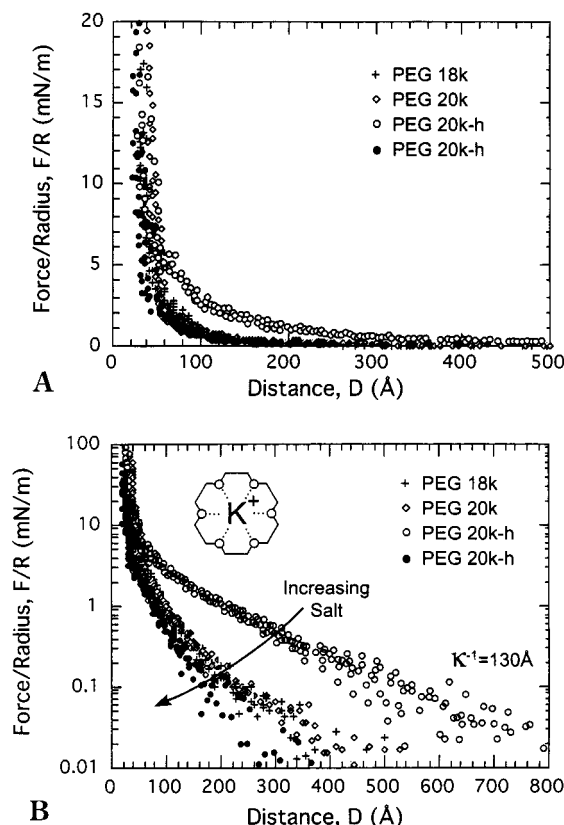 20
15
10
5
0
Force/Radius, F/R (mN/m)
+ PEG 18k
◇ PEG 20k
○ PEG 20k-h
● PEG 20k-h
0 100 200 300 400 500
Distance, D (Å)
A
100
10
1
0.1
0.01
Force/Radius, F/R (mN/m)
K+
+ PEG 18k
◇ PEG 20k
○ PEG 20k-h
● PEG 20k-h
Increasing
Salt
κ⁻¹=130Å
0 100 200 300 400 500 600 700 800
Distance, D (Å)
B